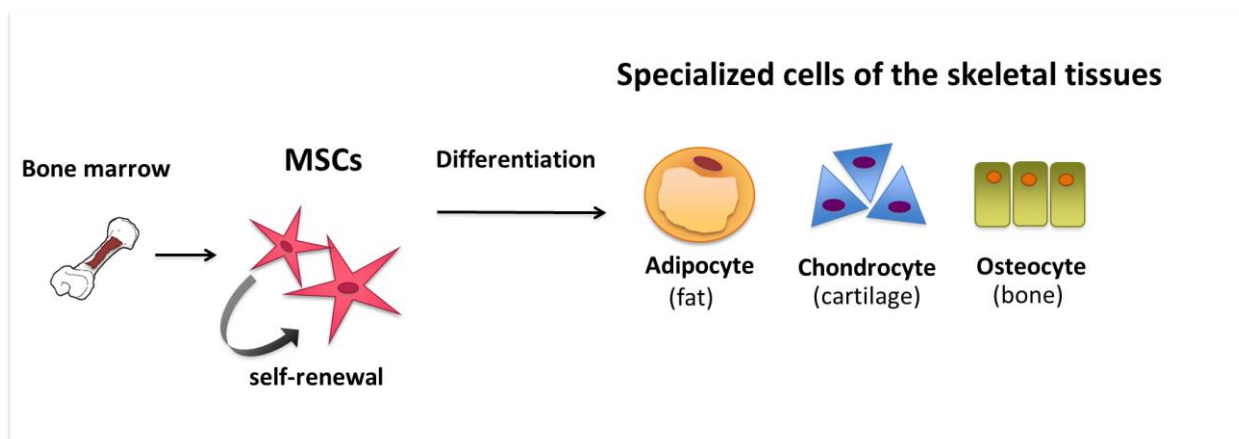 Specialized cells of the skeletal tissues
Bone marrow
MSCs
Differentiation
self-renewal
Adipocyte
(fat)
Chondrocyte
(cartilage)
Osteocyte
(bone)